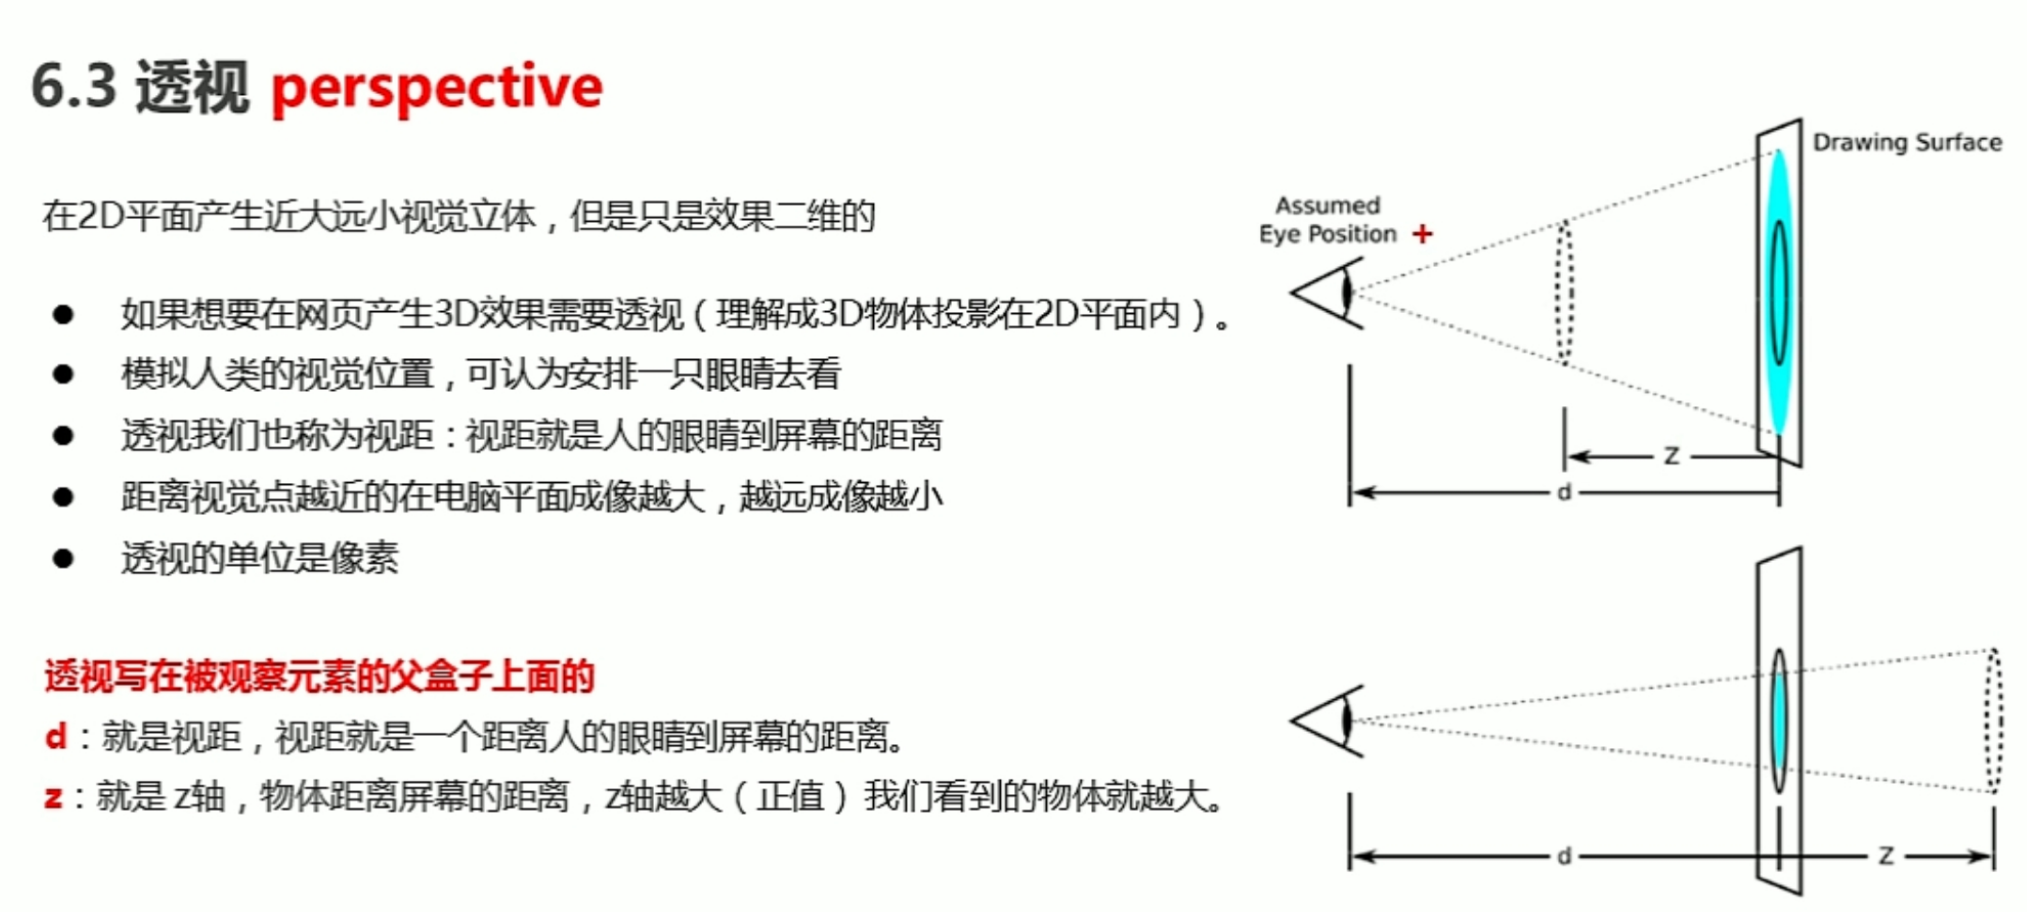 6.3 透视 perspective
在2D平面产生近大远小视觉立体，但是只是效果二维的
● 如果想要在网页产生3D效果需要透视（理解成3D物体投影在2D平面内）。
● 模拟人类的视觉位置，可认为安排一只眼睛去看
● 透视我们也称为视距：视距就是人的眼睛到屏幕的距离
● 距离视觉点越近的在电脑平面成像越大，越远成像越小
● 透视的单位是像素
透视写在被观察元素的父盒子上面的
d：就是视距，视距就是一个距离人的眼睛到屏幕的距离。
z：就是 z轴，物体距离屏幕的距离，z轴越大（正值）我们看到的物体就越大。
Drawing Surface
Assumed
Eye Position +
Z
d
d
Z